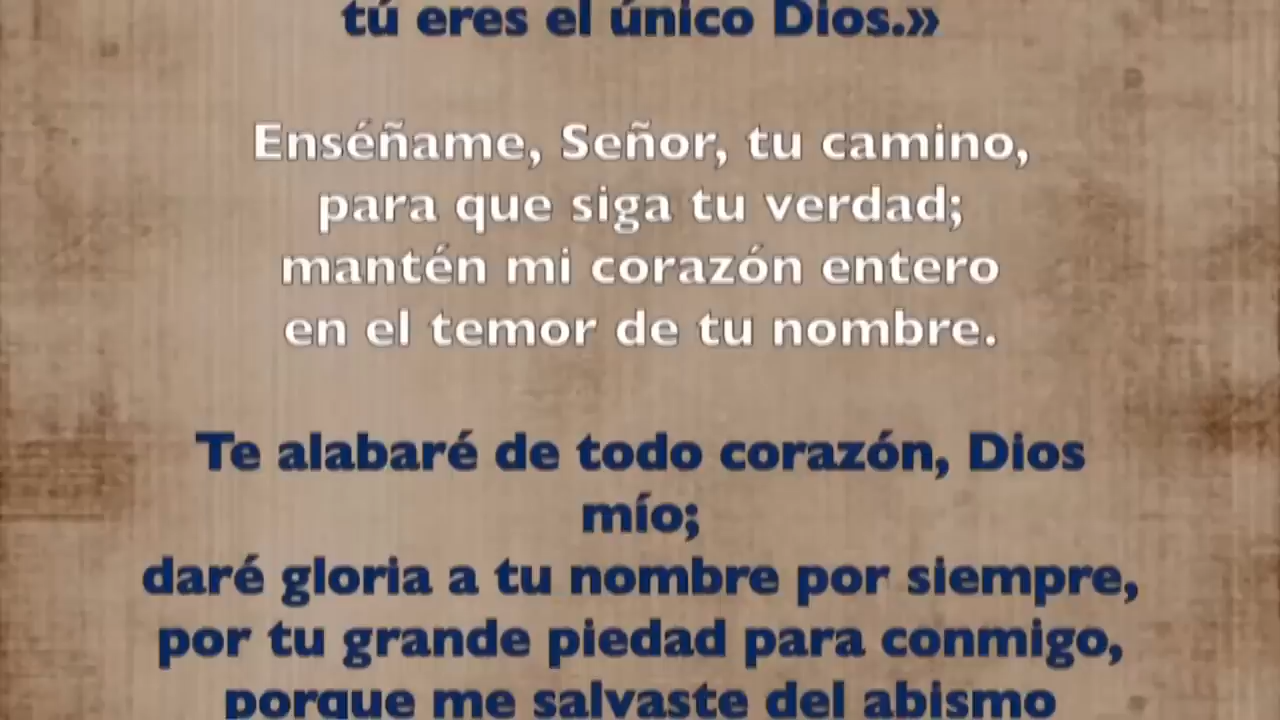 tú eres el único Dios.»
Enséñame, Señor, tu camino,
para que siga tu verdad;
mantén mi corazón entero
en el temor de tu nombre.
Te alabaré de todo corazón, Dios
mío;
daré gloria a tu nombre por siempre,
por tu grande piedad para conmigo,
porque me salvaste del abismo